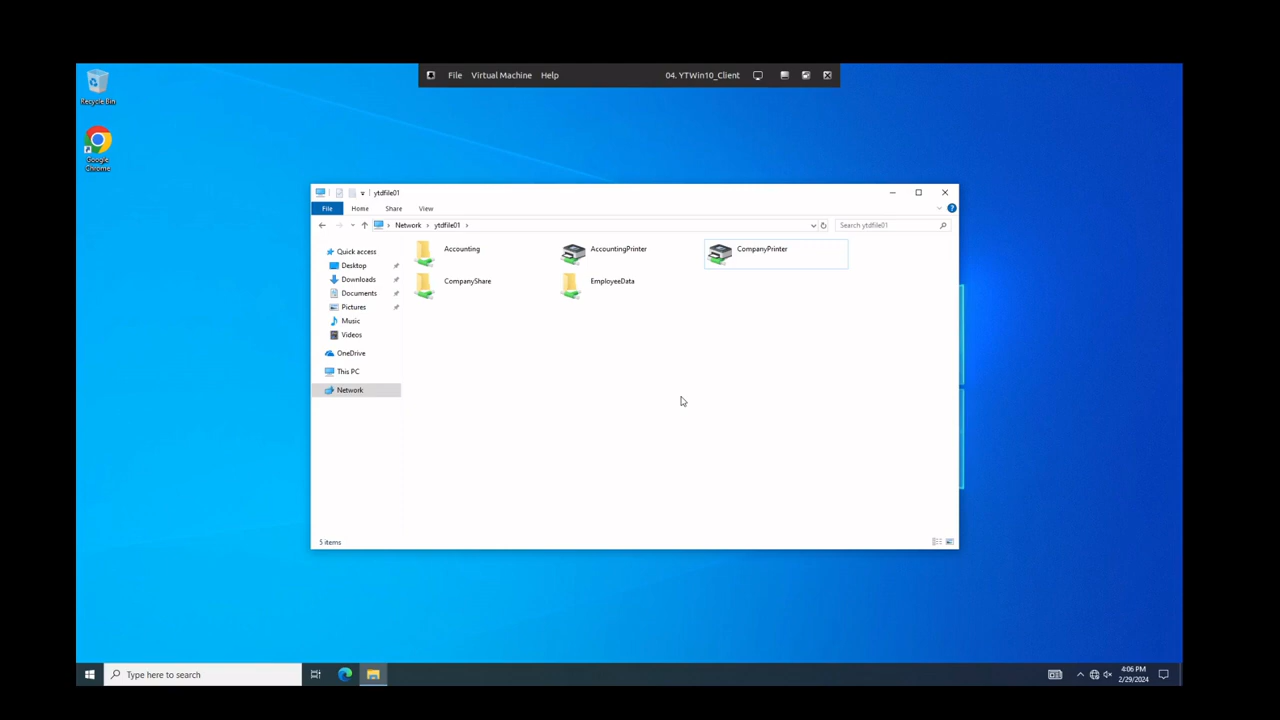 File Virtual Machine Help 04. YTWin10_Client
Recycle Bin
Google
Chrome
ytdfile01
File Home Share View
Network ytdfile01 Search ytdfile01
Quick access
Desktop
Downloads
Documents
Pictures
Music
Videos
OneDrive
This PC
Network
Accounting AccountingPrinter CompanyPrinter
CompanyShare EmployeeData
5 items
Type here to search
4:06 PM
2/29/2024